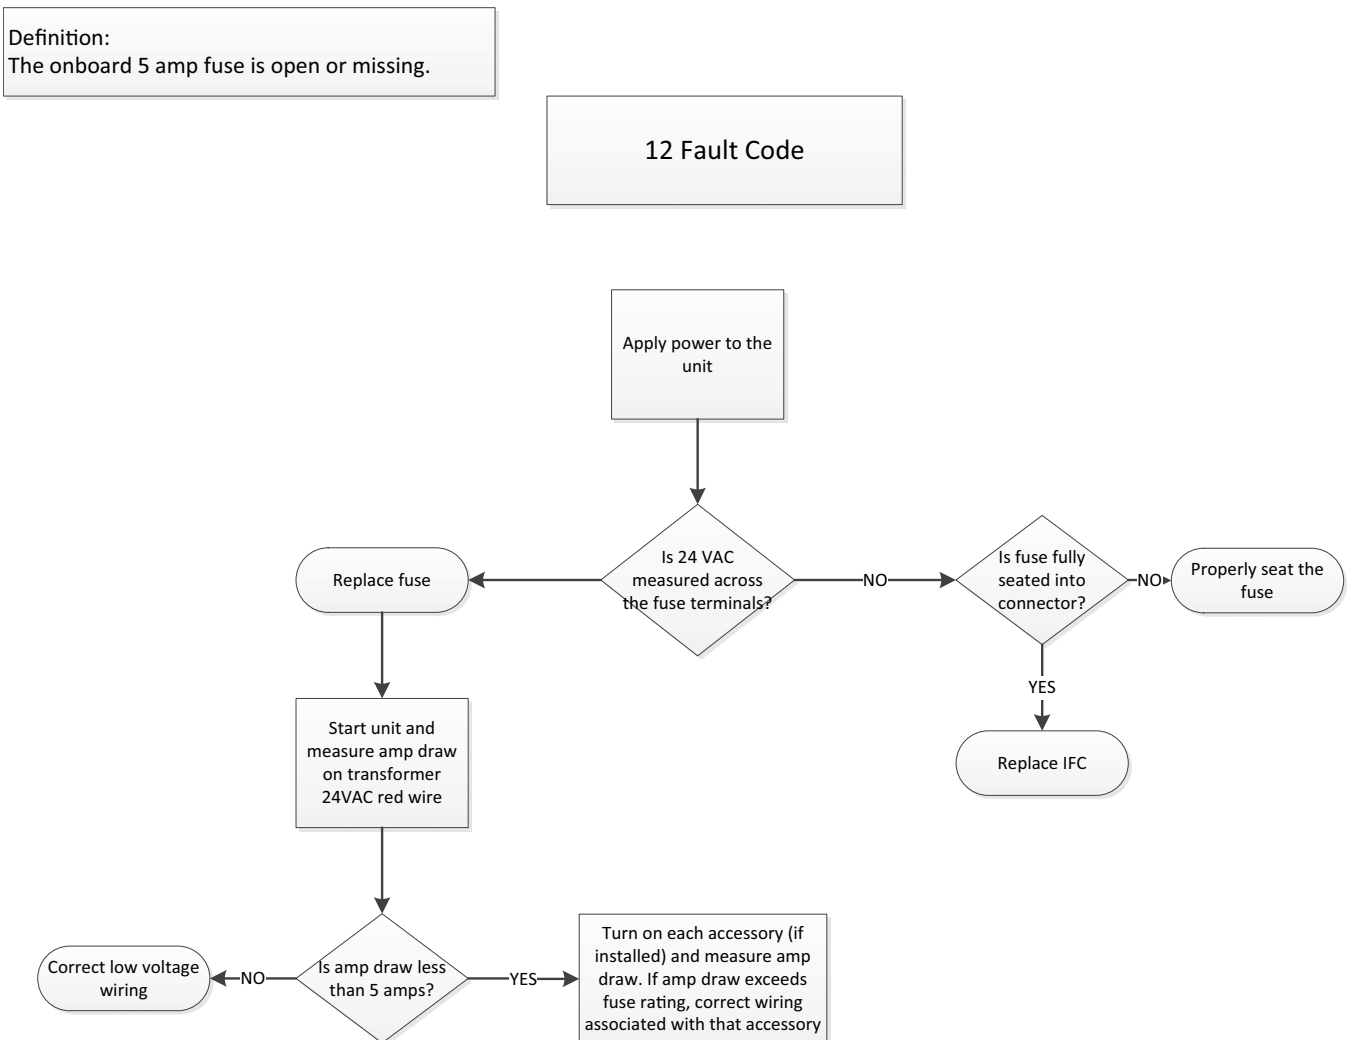 Definition:
The onboard 5 amp fuse is open or missing.
12 Fault Code
Apply power to the
unit
Is 24 VAC
measured across
the fuse terminals?
Replace fuse
NO
Is fuse fully
seated into
connector?
NO
Properly seat the
fuse
YES
Replace IFC
Start unit and
measure amp draw
on transformer
24VAC red wire
Is amp draw less
than 5 amps?
NO
Correct low voltage
wiring
YES
Turn on each accessory (if
installed) and measure amp
draw. If amp draw exceeds
fuse rating, correct wiring
associated with that accessory